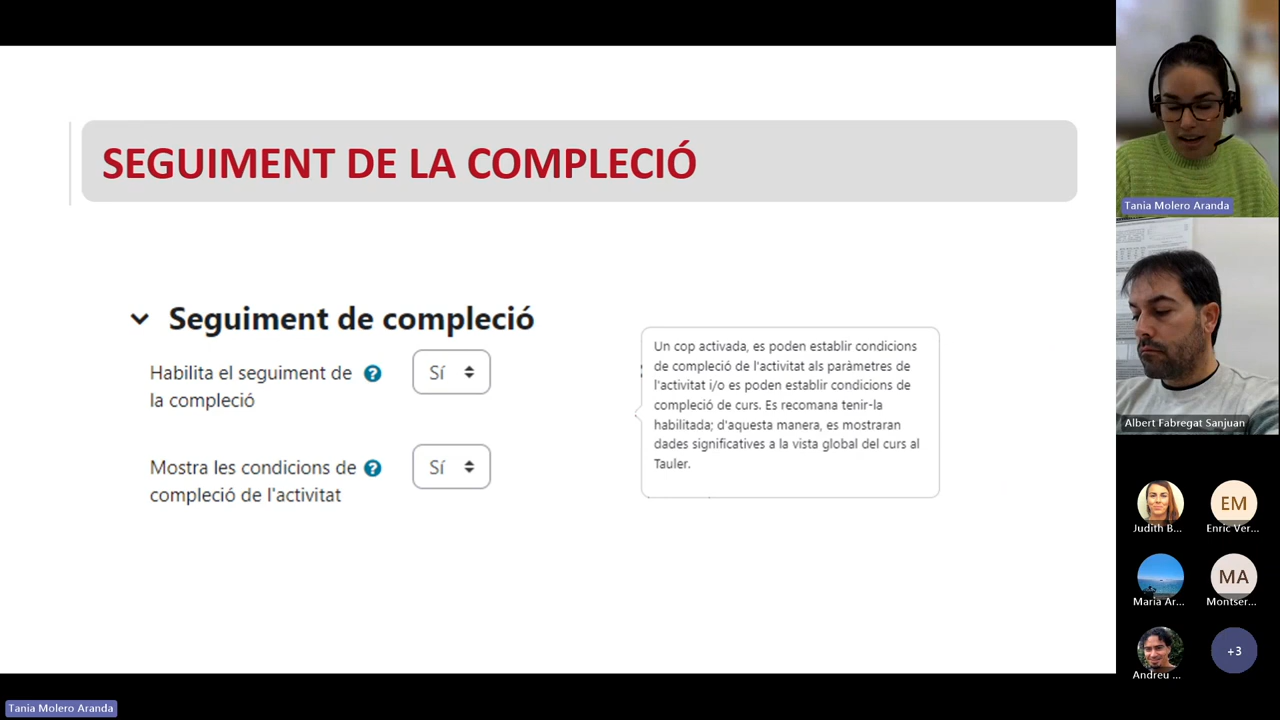 SEGUIMENT DE LA COMPLECIÓ
Seguiment de compleció
Habilita el seguiment de
la compleció
Sí
Mostra les condicions de
compleció de l'activitat
Sí
Un cop activada, es poden establir condicions
de compleció de l'activitat als paràmetres de
l'activitat i/o es poden establir condicions de
compleció de curs. Es recomana tenir-la
habilitada; d'aquesta manera, es mostraran
dades significatives a la vista global del curs al
Tauler.
Tania Molero Aranda
Albert Fabregat Sanjuan
EM
Judith B...
Enric Ver...
MA
Maria Ar...
Montser...
+3
Andreu ...
Tania Molero Aranda